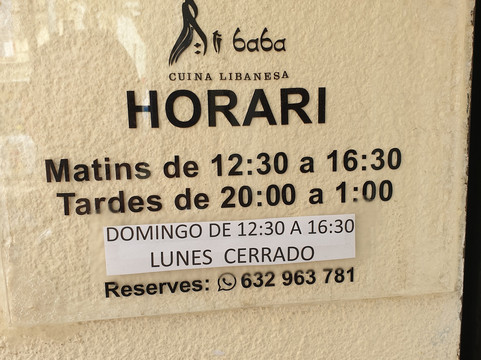 Ali baba
CUINA LIBANESA
HORARI
Matins de 12:30 a 16:30
Tardes de 20:00 a 1:00
DOMINGO DE 12:30 A 16:30
LUNES CERRADO
Reserves: 632 963 781